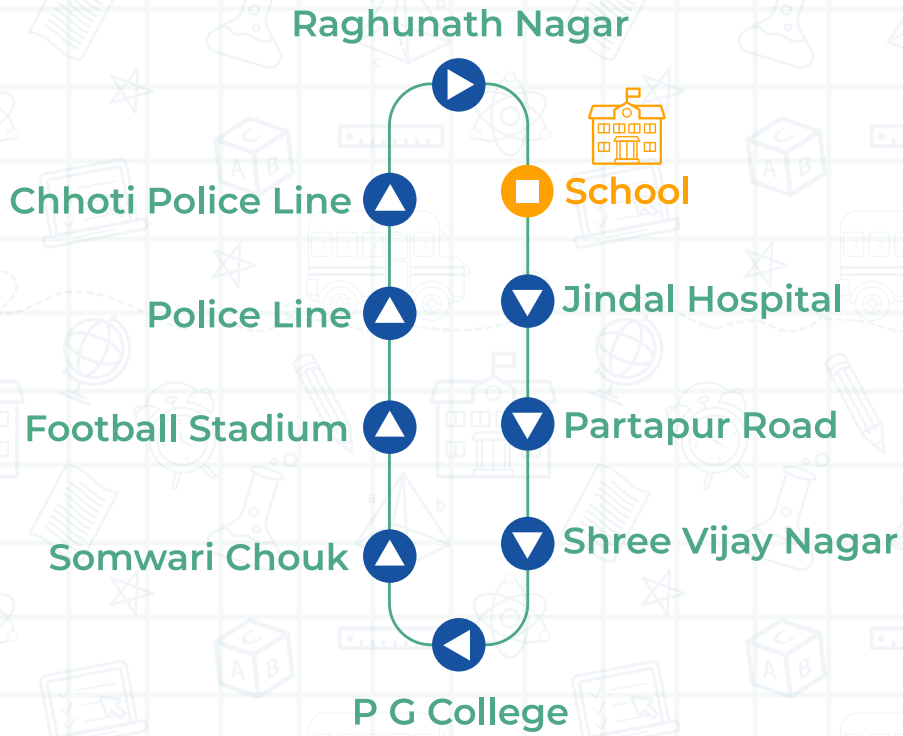 Raghunath Nagar
Chhoti Police Line
School
Police Line
Jindal Hospital
Football Stadium
Partapur Road
Somwari Chouk
Shree Vijay Nagar
P G College